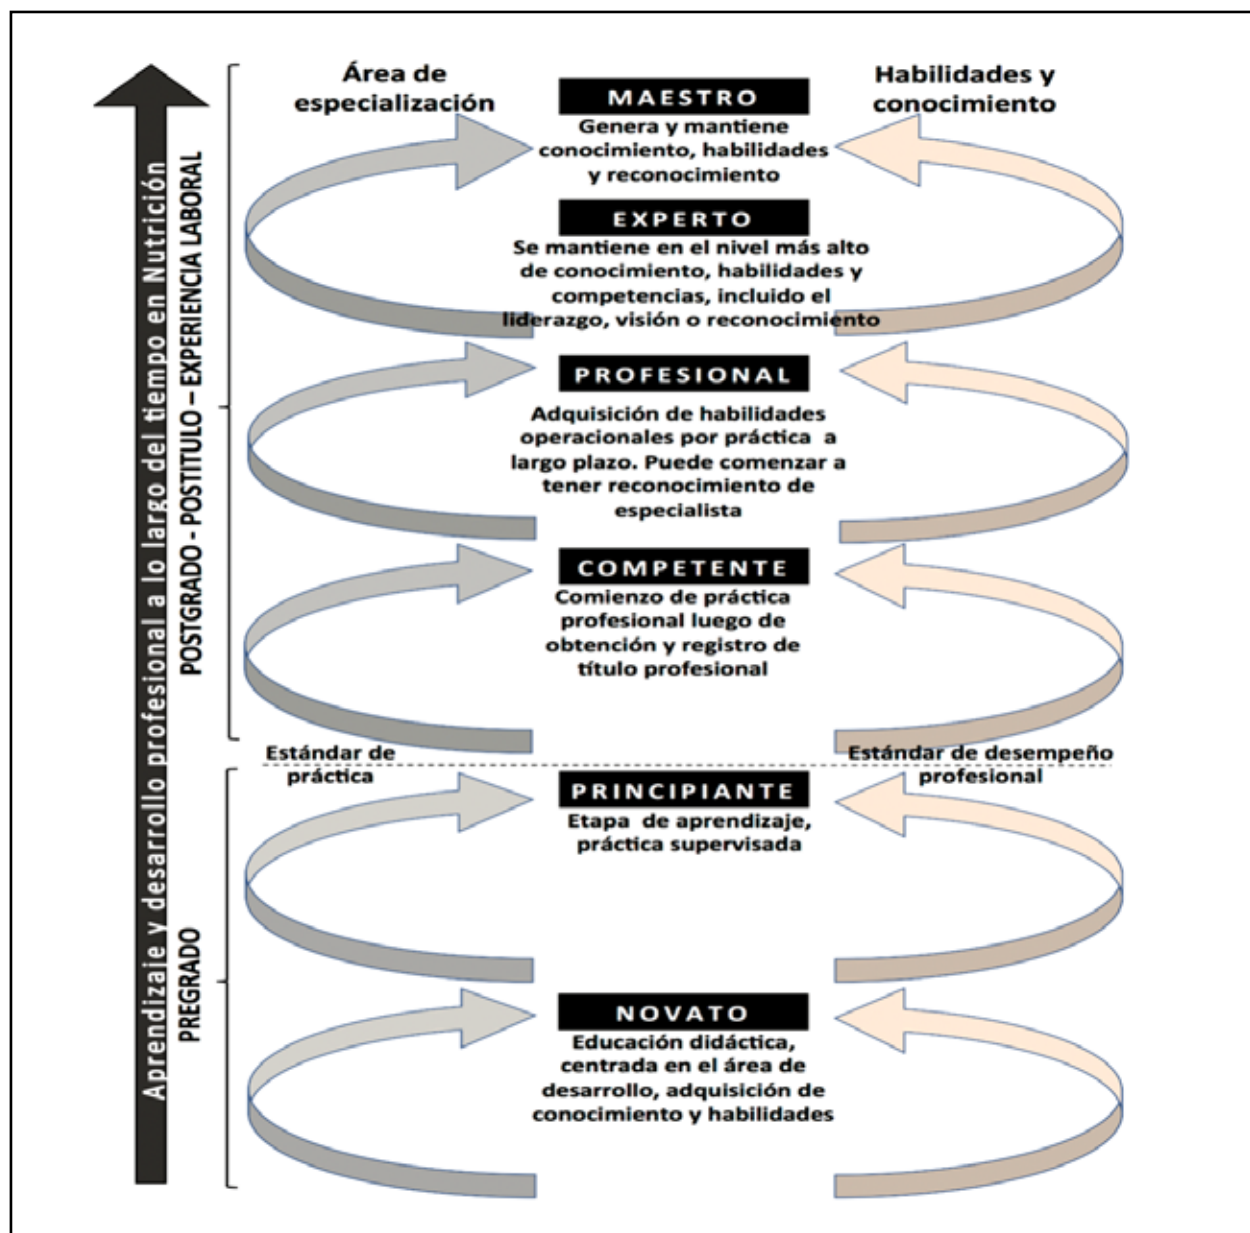 Aprendizaje y desarrollo profesional a lo largo del tiempo en Nutrición
POSTGRADO - POSTITULO – EXPERIENCIA LABORAL
PREGRADO
Área de
especialización
Habilidades y
conocimiento
MAESTRO
Genera y mantiene
conocimiento, habilidades
y reconocimiento
EXPERTO
Se mantiene en el nivel más alto
de conocimiento, habilidades y
competencias, incluido el
liderazgo, visión o reconocimiento
PROFESIONAL
Adquisición de habilidades
operacionales por práctica a
largo plazo. Puede comenzar a
tener reconocimiento de
especialista
COMPETENTE
Comienzo de práctica
profesional luego de
obtención y registro de
título profesional
Estándar de
práctica
Estándar de desempeño
profesional
PRINCIPIANTE
Etapa de aprendizaje,
práctica supervisada
NOVATO
Educación didáctica,
centrada en el área de
desarrollo, adquisición de
conocimiento y habilidades